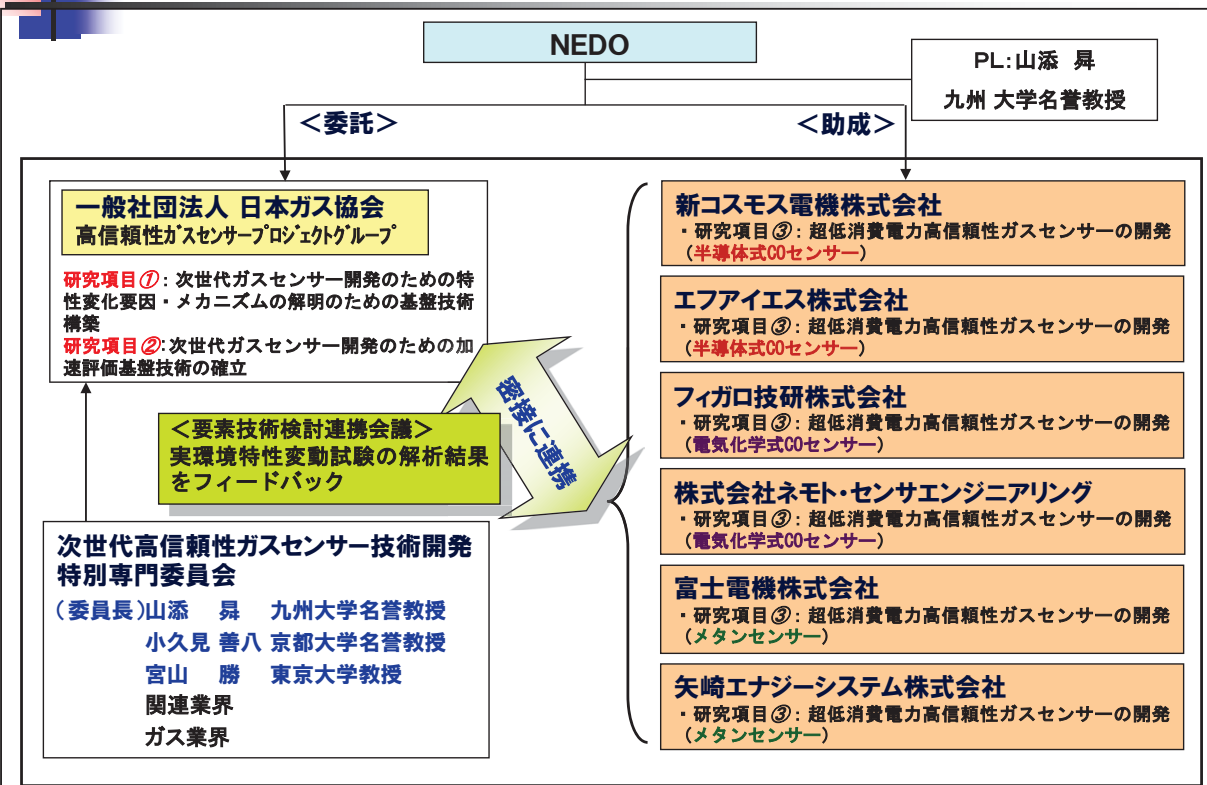 NEDO
PL:山添 昇
九州 大学名誉教授
＜委託＞
＜助成＞
一般社団法人 日本ガス協会
高信頼性ガスセンサープロジェクトグループ
研究項目①：次世代ガスセンサー開発のための特
性変化要因・メカニズムの解明のための基盤技術
構築
研究項目②:次世代ガスセンサー開発のための加
速評価基盤技術の確立
＜要素技術検討連携会議＞
実環境特性変動試験の解析結果
をフィードバック
密接に連携
次世代高信頼性ガスセンサー技術開発
特別専門委員会
（委員長）山添 昇 九州大学名誉教授
小久見 善八 京都大学名誉教授
宮山 勝 東京大学教授
関連業界
ガス業界
新コスモス電機株式会社
・研究項目③：超低消費電力高信頼性ガスセンサーの開発
（半導体式COセンサー）
エフアイエス株式会社
・研究項目③：超低消費電力高信頼性ガスセンサーの開発
（半導体式COセンサー）
フィガロ技研株式会社
・研究項目③：超低消費電力高信頼性ガスセンサーの開発
（電気化学式COセンサー）
株式会社ネモト・センサエンジニアリング
・研究項目③：超低消費電力高信頼性ガスセンサーの開発
（電気化学式COセンサー）
富士電機株式会社
・研究項目③：超低消費電力高信頼性ガスセンサーの開発
（メタンセンサー）
矢崎エナジーシステム株式会社
・研究項目③：超低消費電力高信頼性ガスセンサーの開発
（メタンセンサー）